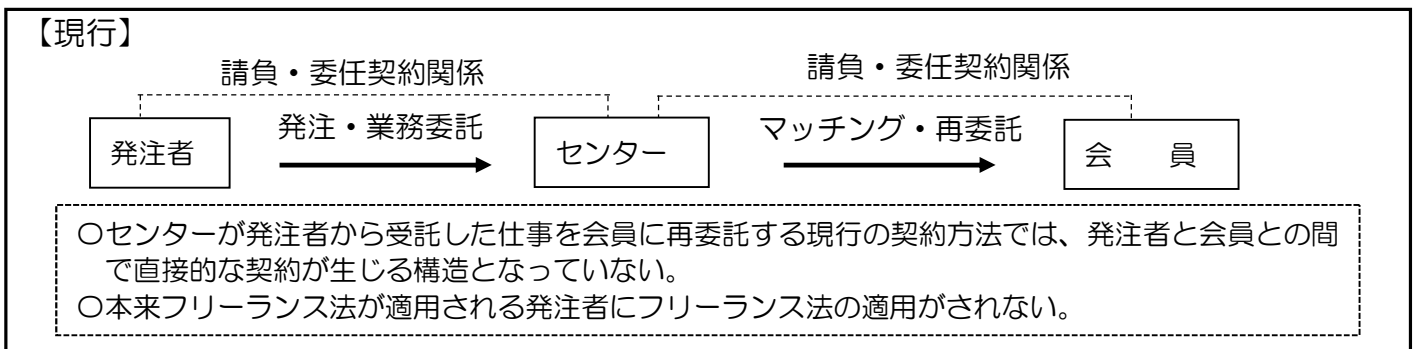 【現行】
請負・委任契約関係
請負・委任契約関係
発注者
発注・業務委託
センター
マッチング・再委託
会　　員
〇センターが発注者から受託した仕事を会員に再委託する現行の契約方法では、発注者と会員との間
で直接的な契約が生じる構造となっていない。
〇本来フリーランス法が適用される発注者にフリーランス法の適用がされない。